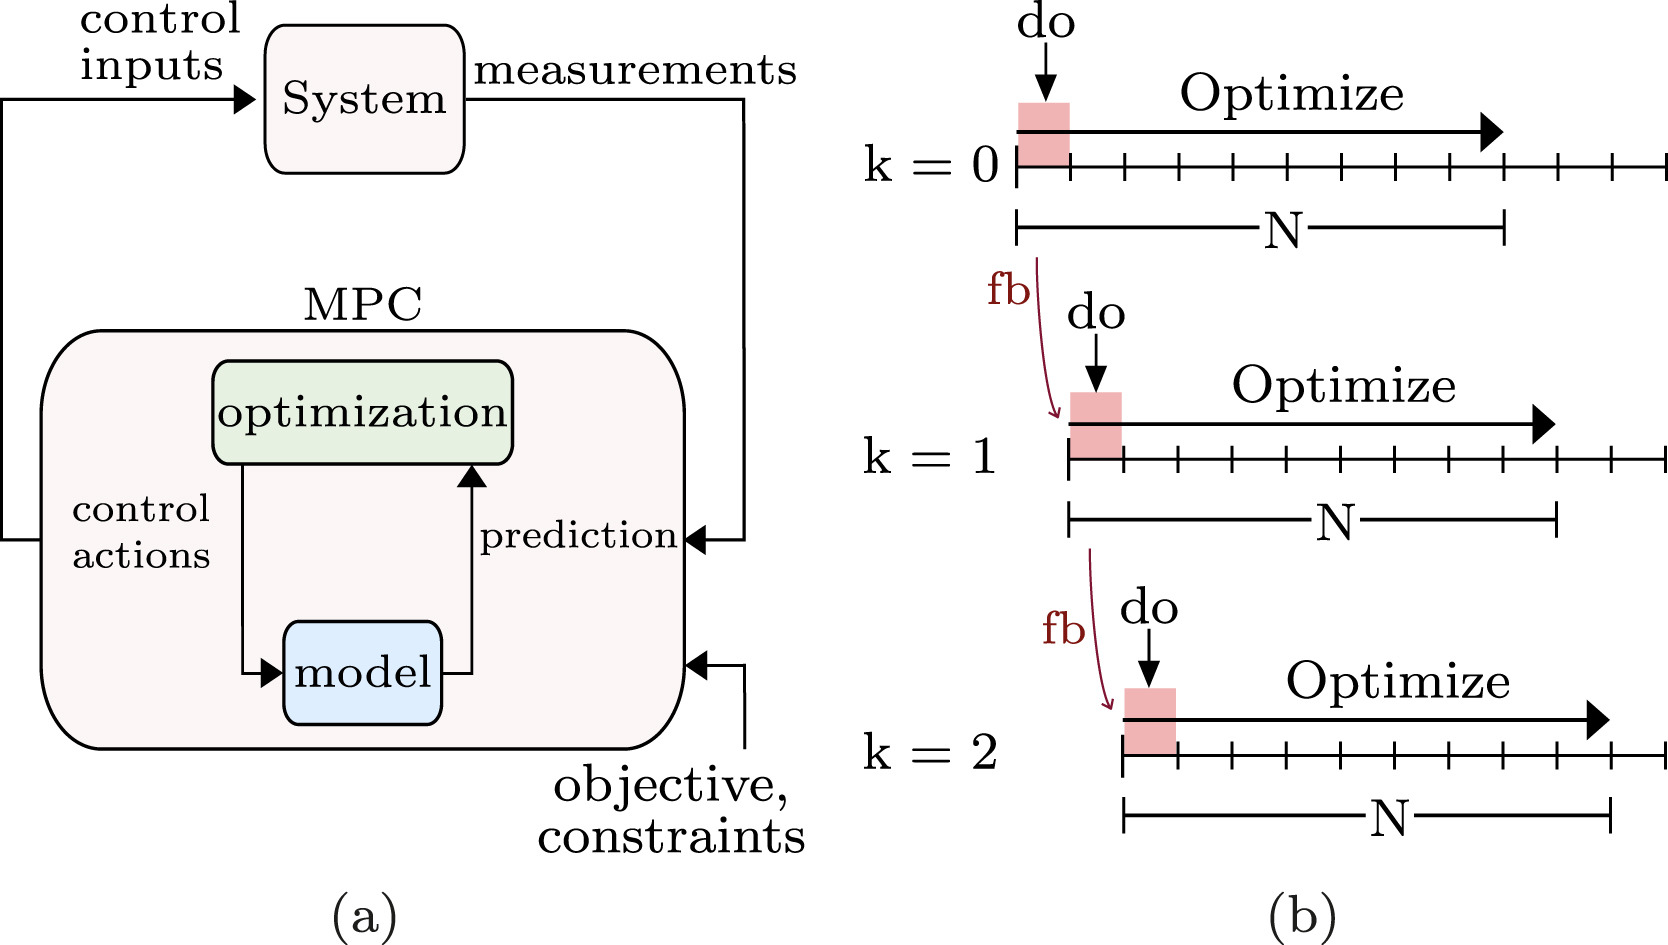 control
inputs
System
measurements
MPC
optimization
control
actions
prediction
model
objective,
constraints
(a)
do
Optimize
k = 0
N
fb
do
Optimize
k = 1
N
fb
do
Optimize
k = 2
N
(b)